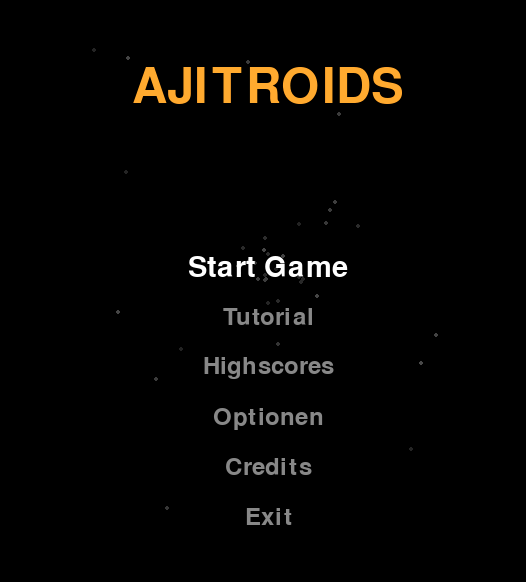 AJITROIDS
Start Game
Tutorial
Highscores
Optionen
Credits
Exit